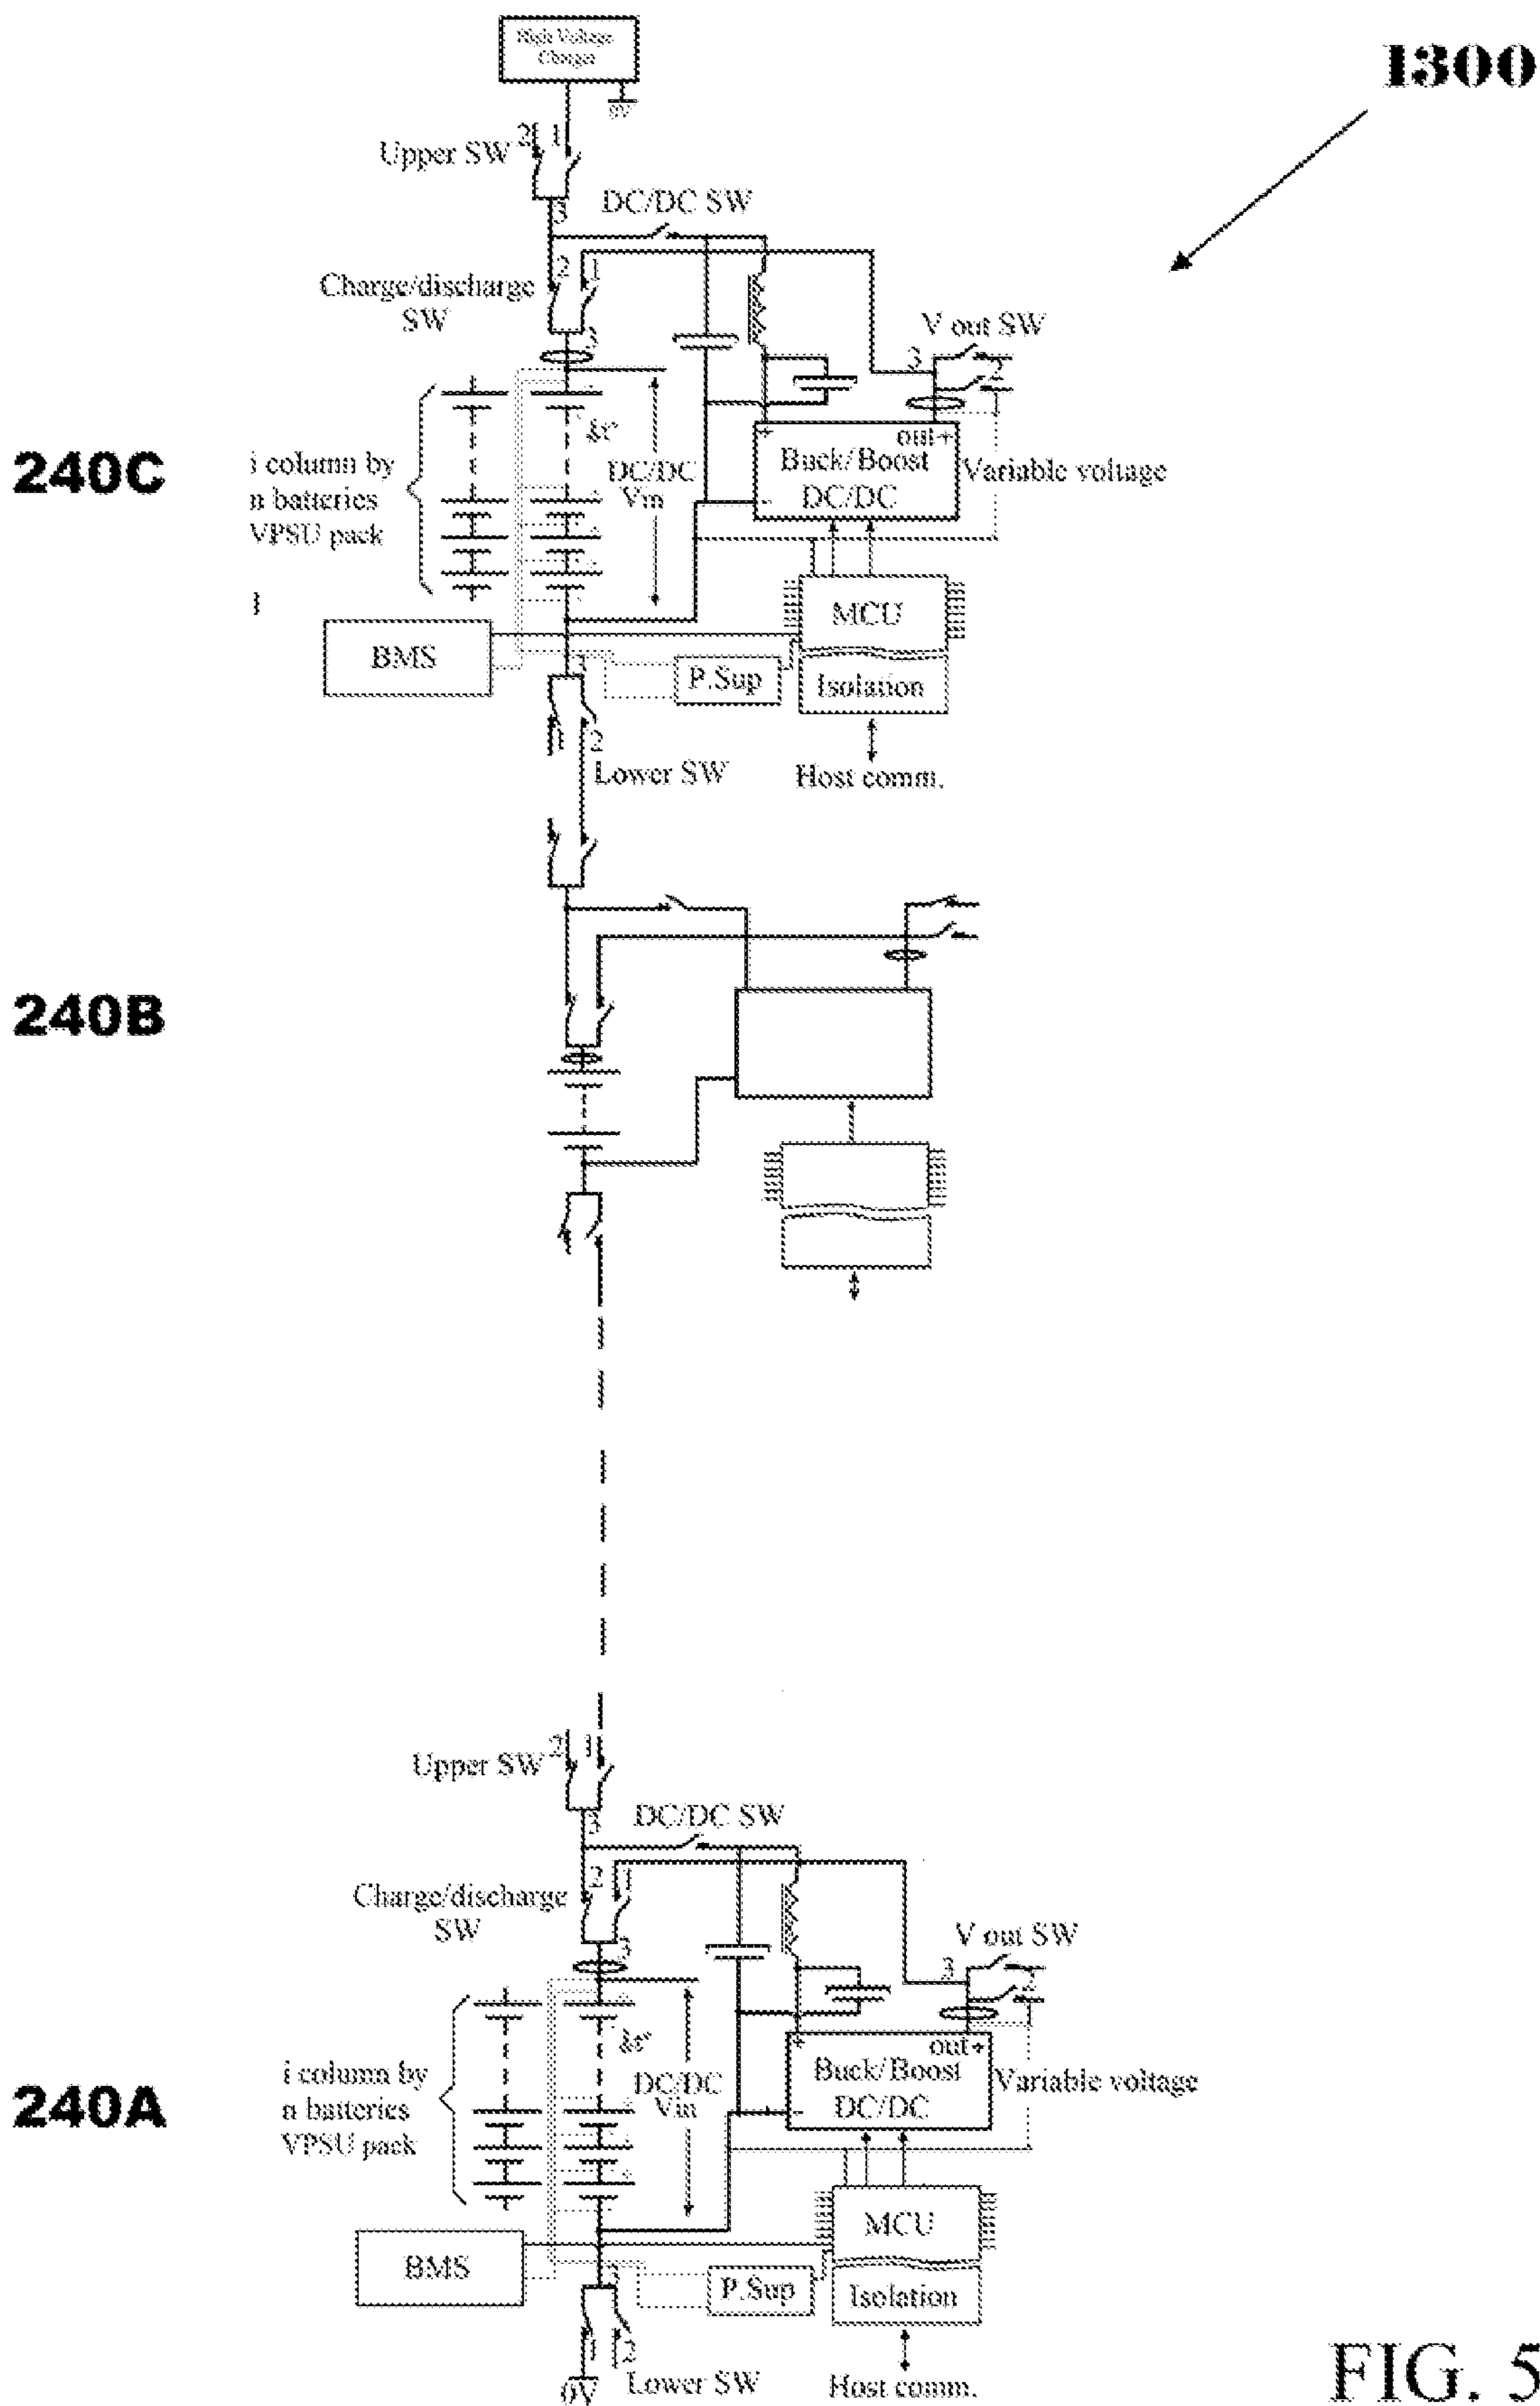 High Voltage
Charger
1300
0V
2 1
Upper SW
3
DC/DC SW
2 1
Charge/discharge
SW
3
V out SW
3
2
240C
i column by
n batteries
VPSU pack
DC/DC
Vin
+
out+
Buck/Boost
DC/DC
-
Variable voltage
MCU
BMS
P.Sup
Isolation
3
1 2
Lower SW
Host comm.
240B
2 1
Upper SW
3
DC/DC SW
2 1
Charge/discharge
SW
3
V out SW
3
2
240A
i column by
n batteries
VPSU pack
DC/DC
Vin
+
out+
Buck/Boost
DC/DC
-
Variable voltage
MCU
BMS
P.Sup
Isolation
3
1 2
0V
Lower SW
Host comm.
FIG. 5